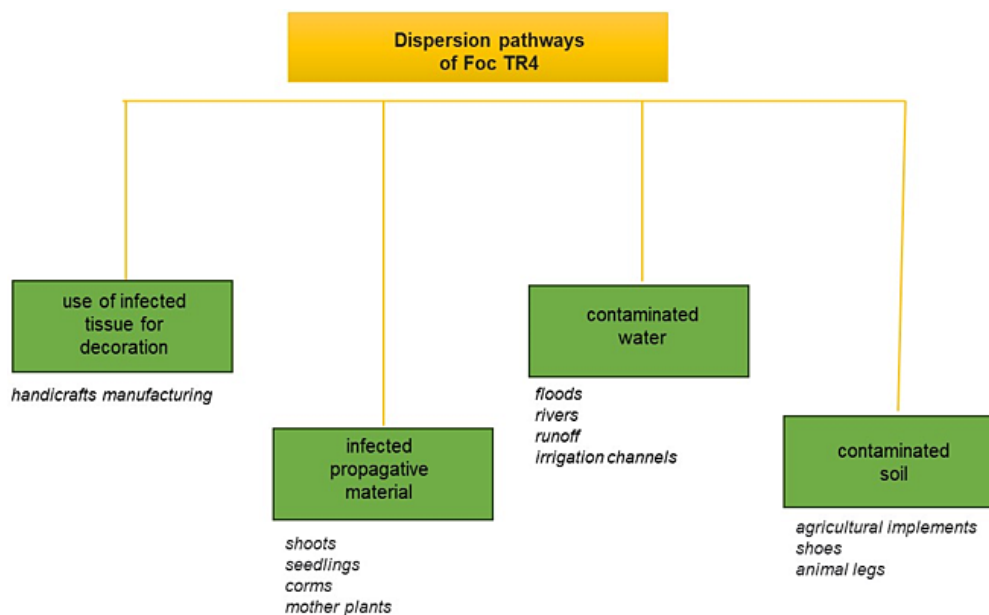 Dispersion pathways
of Foc TR4
use of infected
tissue for
decoration
handicrafts manufacturing
infected
propagative
material
shoots
seedlings
corms
mother plants
contaminated
water
floods
rivers
runoff
irrigation channels
contaminated
soil
agricultural implements
shoes
animal legs